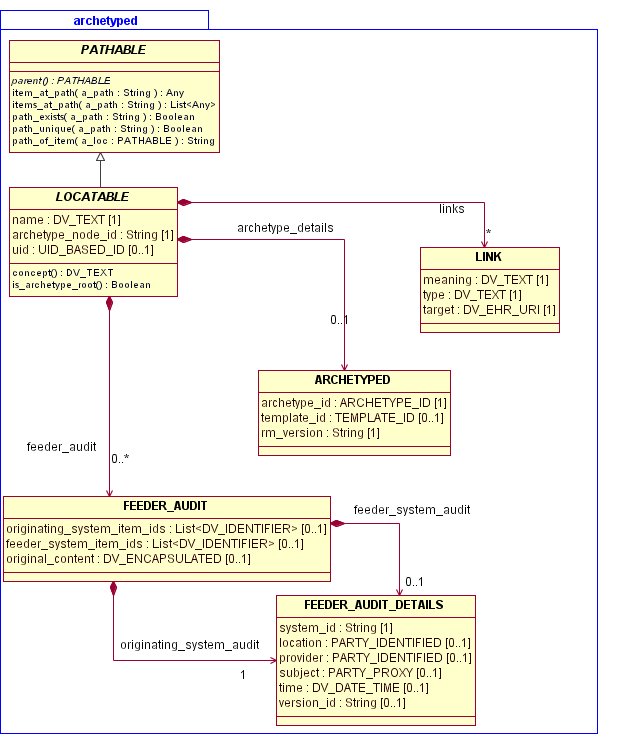 archetyped
PATHABLE
parent() : PATHABLE
item_at_path( a_path : String ) : Any
items_at_path( a_path : String ) : List<Any>
path_exists( a_path : String ) : Boolean
path_unique( a_path : String ) : Boolean
path_of_item( a_loc : PATHABLE ) : String
LOCATABLE
name : DV_TEXT [1]
archetype_node_id : String [1]
uid : UID_BASED_ID [0..1]
concept() : DV_TEXT
is_archetype_root() : Boolean
links
*
archetype_details
0..1
LINK
meaning : DV_TEXT [1]
type : DV_TEXT [1]
target : DV_EHR_URI [1]
ARCHETYPED
archetype_id : ARCHETYPE_ID [1]
template_id : TEMPLATE_ID [0..1]
rm_version : String [1]
feeder_audit
0..*
FEEDER_AUDIT
originating_system_item_ids : List<DV_IDENTIFIER> [0..1]
feeder_system_item_ids : List<DV_IDENTIFIER> [0..1]
original_content : DV_ENCAPSULATED [0..1]
feeder_system_audit
0..1
originating_system_audit
1
FEEDER_AUDIT_DETAILS
system_id : String [1]
location : PARTY_IDENTIFIED [0..1]
provider : PARTY_IDENTIFIED [0..1]
subject : PARTY_PROXY [0..1]
time : DV_DATE_TIME [0..1]
version_id : String [0..1]